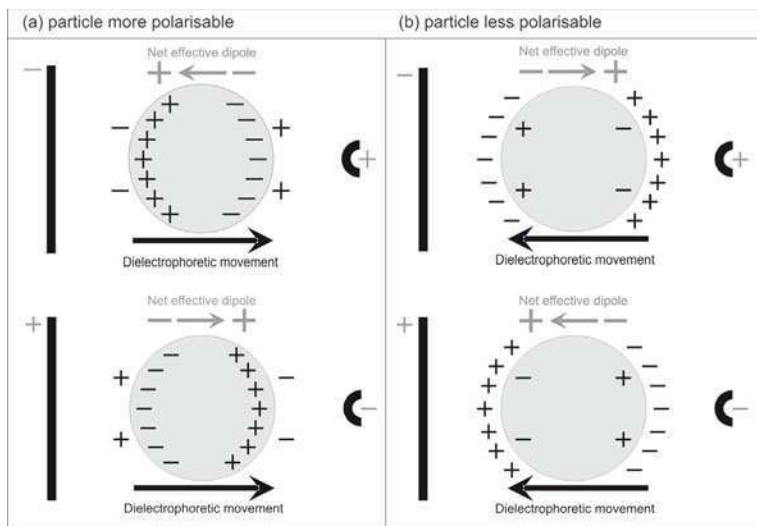 (a) particle more polarisable
(b) particle less polarisable
Net effective dipole
Dielectrophoretic movement
Net effective dipole
Dielectrophoretic movement
Net effective dipole
Dielectrophoretic movement
Net effective dipole
Dielectrophoretic movement